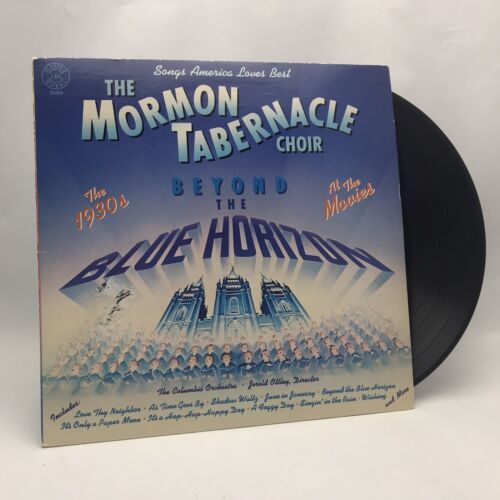 Songs America Loves Best
THE
MORMON
TABERNACLE
CHOIR
The
1930s
BEYOND
THE
BLUE HORIZON
At The
Movies
The Columbia Orchestra • Jerold Ottley, Director
Includes:
Love Thy Neighbor • As Time Goes By • Shadow Waltz • June in January • Beyond the Blue Horizon
It's Only a Paper Moon • It's a Hap-Hap-Happy Day • A Foggy Day • Singin' in the Rain • Wishing
and More